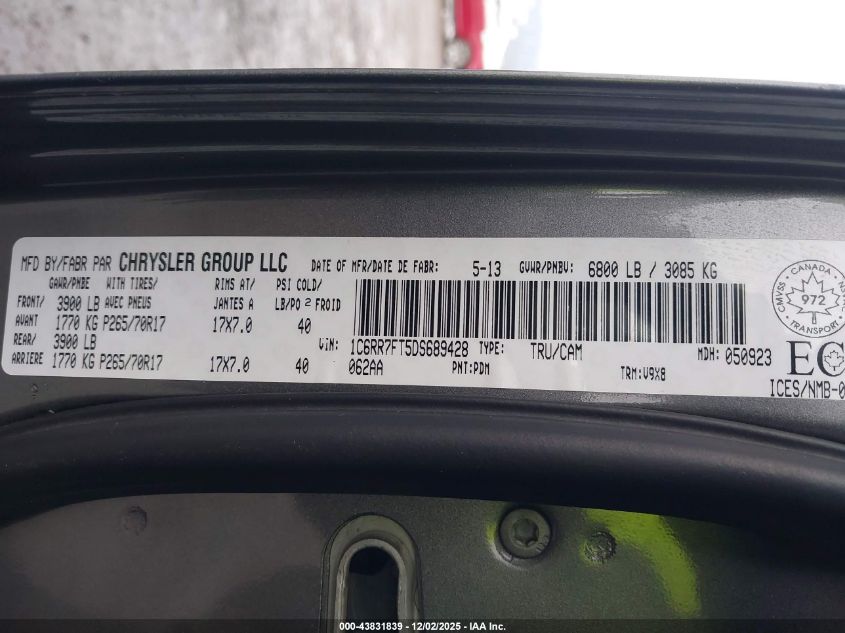 MFD BY/FABR PAR CHRYSLER GROUP LLC DATE OF MFR/DATE DE FABR: 5-13 GVWR/PNBV: 6800 LB / 3085 KG
GAWR/PNBE WITH TIRES/ RIMS AT/ PSI COLD/
FRONT/ 3900 LB AVEC PNEUS JANTES A LB/PO 2 FROID
AVANT 1770 KG P265/70R17 17X7.0 40
REAR/ 3900 LB VIN: 1C6RR7FT5DS689428 TYPE: TRU/CAM MDH: 050923
ARRIERE 1770 KG P265/70R17 17X7.0 40 062AA PNT:PDM TRM:V9X8
CMVSS CANADA
972
EC
ICES/NMB-0
000-43831839 - 12/02/2025 - IAA Inc.